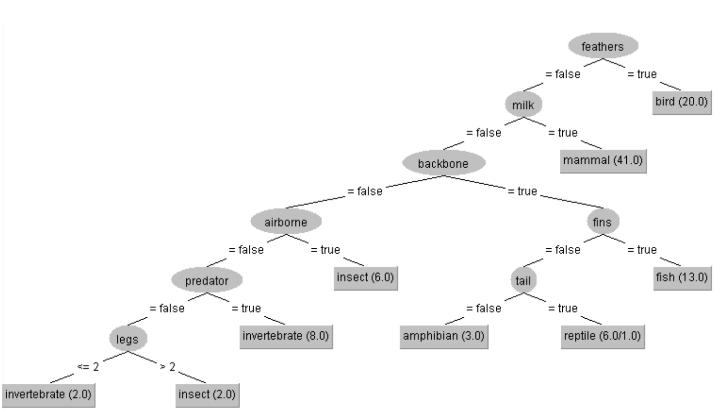 feathers
= false
= true
milk
bird (20.0)
= false
= true
backbone
mammal (41.0)
= false
= true
airborne
fins
= false
= true
= false
= true
predator
insect (6.0)
tail
fish (13.0)
= false
= true
= false
= true
legs
invertebrate (8.0)
amphibian (3.0)
reptile (6.0/1.0)
<= 2
> 2
invertebrate (2.0)
insect (2.0)